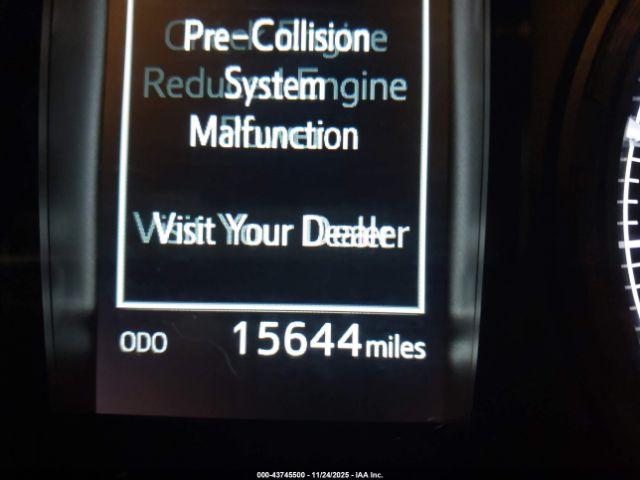 Pre-Collision
System
Malfunction
Visit Your Dealer
ODO 15644 miles
000-43745500 - 11/24/2025 - IAA Inc.